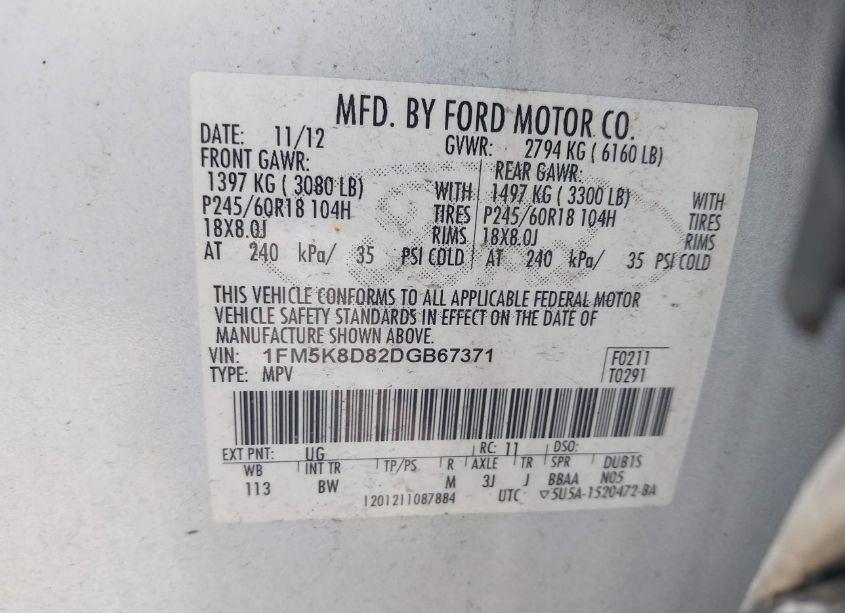 MFD. BY FORD MOTOR CO.
DATE: 11/12 GVWR: 2794 KG ( 6160 LB)
FRONT GAWR: REAR GAWR:
1397 KG ( 3080 LB) WITH 1497 KG ( 3300 LB) WITH
P245/60R18 104H TIRES P245/60R18 104H TIRES
18X8.0J RIMS 18X8.0J RIMS
AT 240 kPa/ 35 PSI COLD AT 240 kPa/ 35 PSI COLD
THIS VEHICLE CONFORMS TO ALL APPLICABLE FEDERAL MOTOR
VEHICLE SAFETY STANDARDS IN EFFECT ON THE DATE OF
MANUFACTURE SHOWN ABOVE.
VIN: 1FM5K8D82DGB67371 F0211
TYPE: MPV T0291
EXT PNT: UG RC: 11 DSO:
WB INT TR TP/PS R AXLE TR SPR DUBTS
113 BW M 3J J BBAA N05
1201211087884 UTC ▽5U5A-1520472-BA